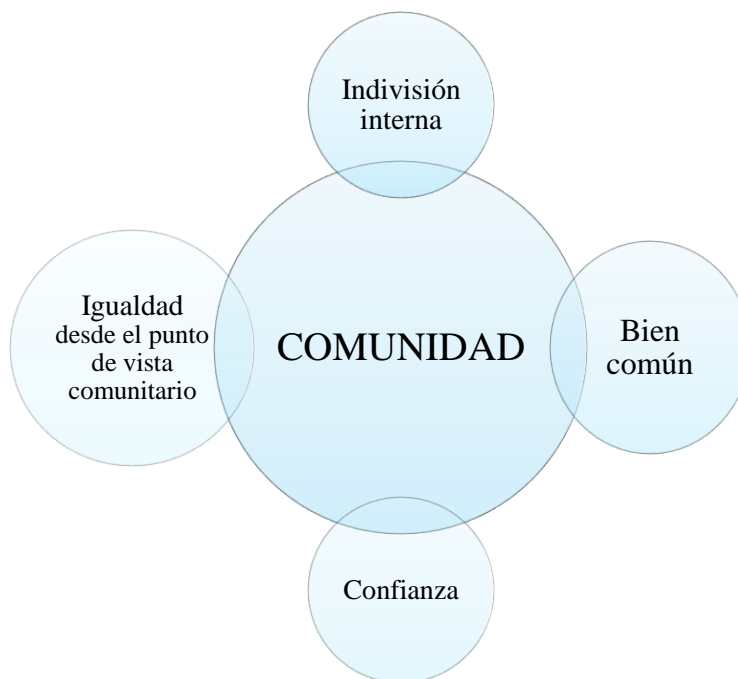 Indivisión
interna
Igualdad
desde el punto
de vista
comunitario
COMUNIDAD
Bien
común
Confianza